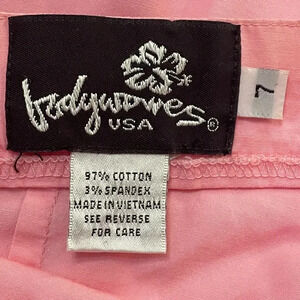 bodywaves®
USA
7
97% COTTON
3% SPANDEX
MADE IN VIETNAM
SEE REVERSE
FOR CARE